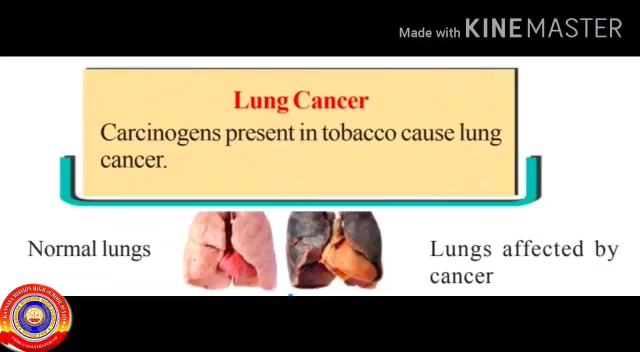 Made with KINEMASTER
Lung Cancer
Carcinogens present in tobacco cause lung
cancer.
Normal lungs
Lungs affected by
cancer